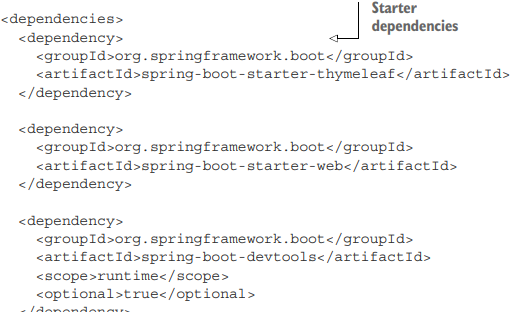 Starter
dependencies
<dependencies>
  <dependency>
    <groupId>org.springframework.boot</groupId>
    <artifactId>spring-boot-starter-thymeleaf</artifactId>
  </dependency>

  <dependency>
    <groupId>org.springframework.boot</groupId>
    <artifactId>spring-boot-starter-web</artifactId>
  </dependency>

  <dependency>
    <groupId>org.springframework.boot</groupId>
    <artifactId>spring-boot-devtools</artifactId>
    <scope>runtime</scope>
    <optional>true</optional>
  </dependency>